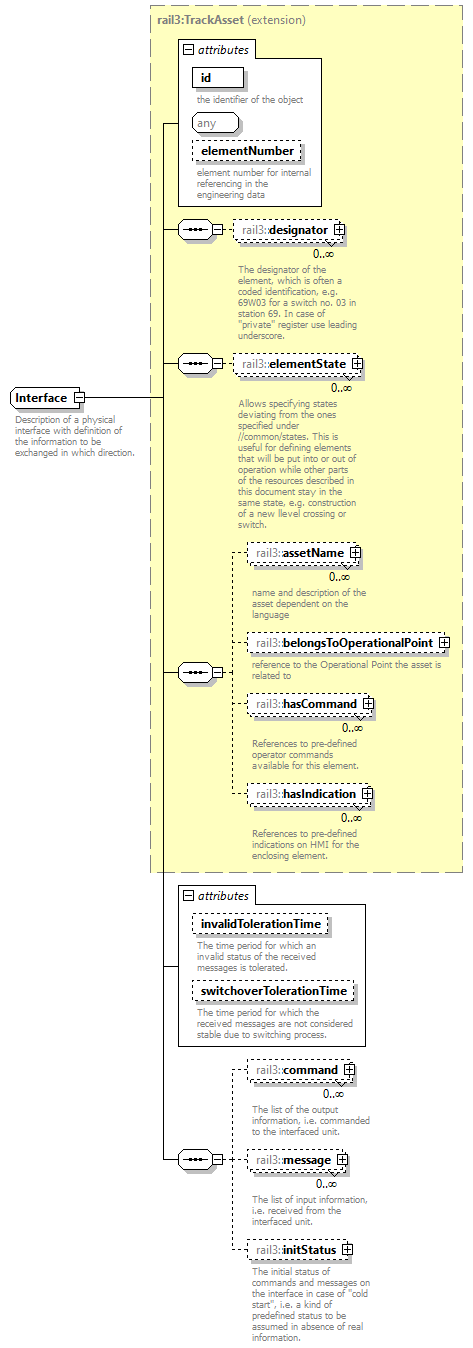 rail3:TrackAsset (extension)
attributes
id
the identifier of the object
any
elementNumber
element number for internal
referencing in the
engineering data
rail3::designator
0..∞
The designator of the
element, which is often a
coded identification, e.g.
69W03 for a switch no. 03 in
station 69. In case of
"private" register use leading
underscore.
rail3::elementState
0..∞
Allows specifying states
deviating from the ones
specified under
//common/states. This is
useful for defining elements
that will be put into or out of
operation while other parts
of the resources described in
this document stay in the
same state, e.g. construction
of a new llevel crossing or
switch.
Interface
Description of a physical
interface with definition of
the information to be
exchanged in which direction.
rail3::assetName
0..∞
name and description of the
asset dependent on the
language
rail3::belongsToOperationalPoint
reference to the Operational Point the asset is
related to
rail3::hasCommand
0..∞
References to pre-defined
operator commands
available for this element.
rail3::hasIndication
0..∞
References to pre-defined
indications on HMI for the
enclosing element.
attributes
invalidTolerationTime
The time period for which an
invalid status of the received
messages is tolerated.
switchoverTolerationTime
The time period for which the
received messages are not considered
stable due to switching process.
rail3::command
0..∞
The list of the output
information, i.e. commanded
to the interfaced unit.
rail3::message
0..∞
The list of input information,
i.e. received from the
interfaced unit.
rail3::initStatus
The initial status of
commands and messages on
the interface in case of "cold
start", i.e. a kind of
predefined status to be
assumed in absence of real
information.